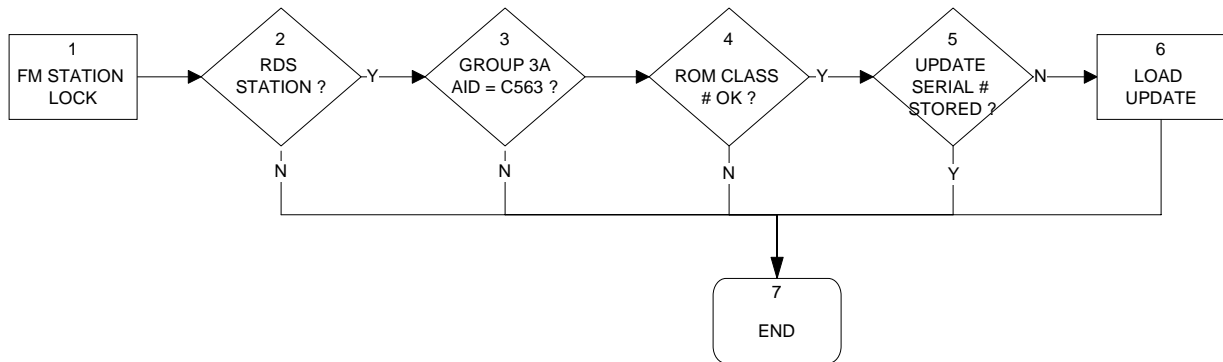 1
FM STATION
LOCK
2
RDS
STATION ?
Y
N
3
GROUP 3A
AID = C563 ?
N
4
ROM CLASS
# OK ?
Y
N
5
UPDATE
SERIAL #
STORED ?
N
Y
6
LOAD
UPDATE
7
END